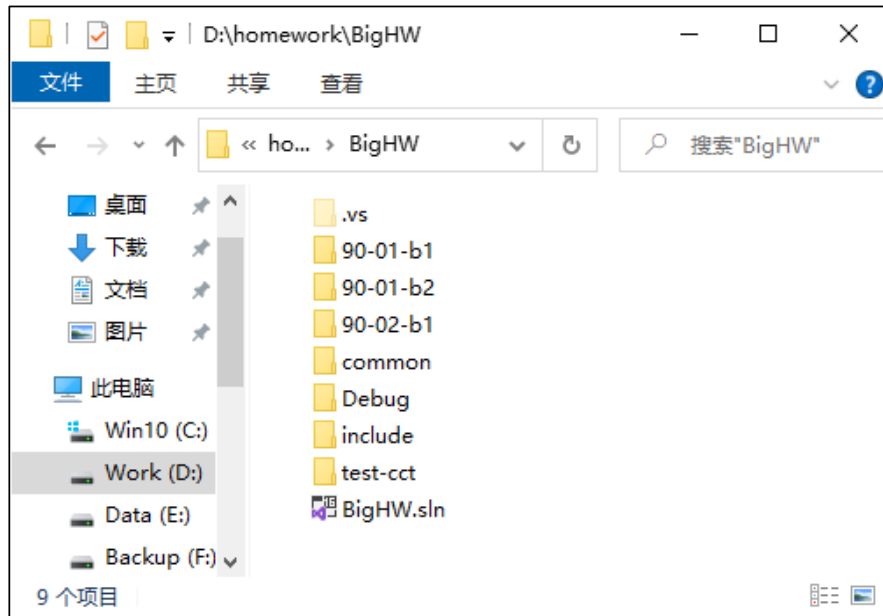 D:\homework\BigHW
文件 主页 共享 查看
« ho... › BigHW 搜索"BigHW"
桌面
下载
文档
图片
此电脑
Win10 (C:)
Work (D:)
Data (E:)
Backup (F:)
.vs
90-01-b1
90-01-b2
90-02-b1
common
Debug
include
test-cct
BigHW.sln
9 个项目